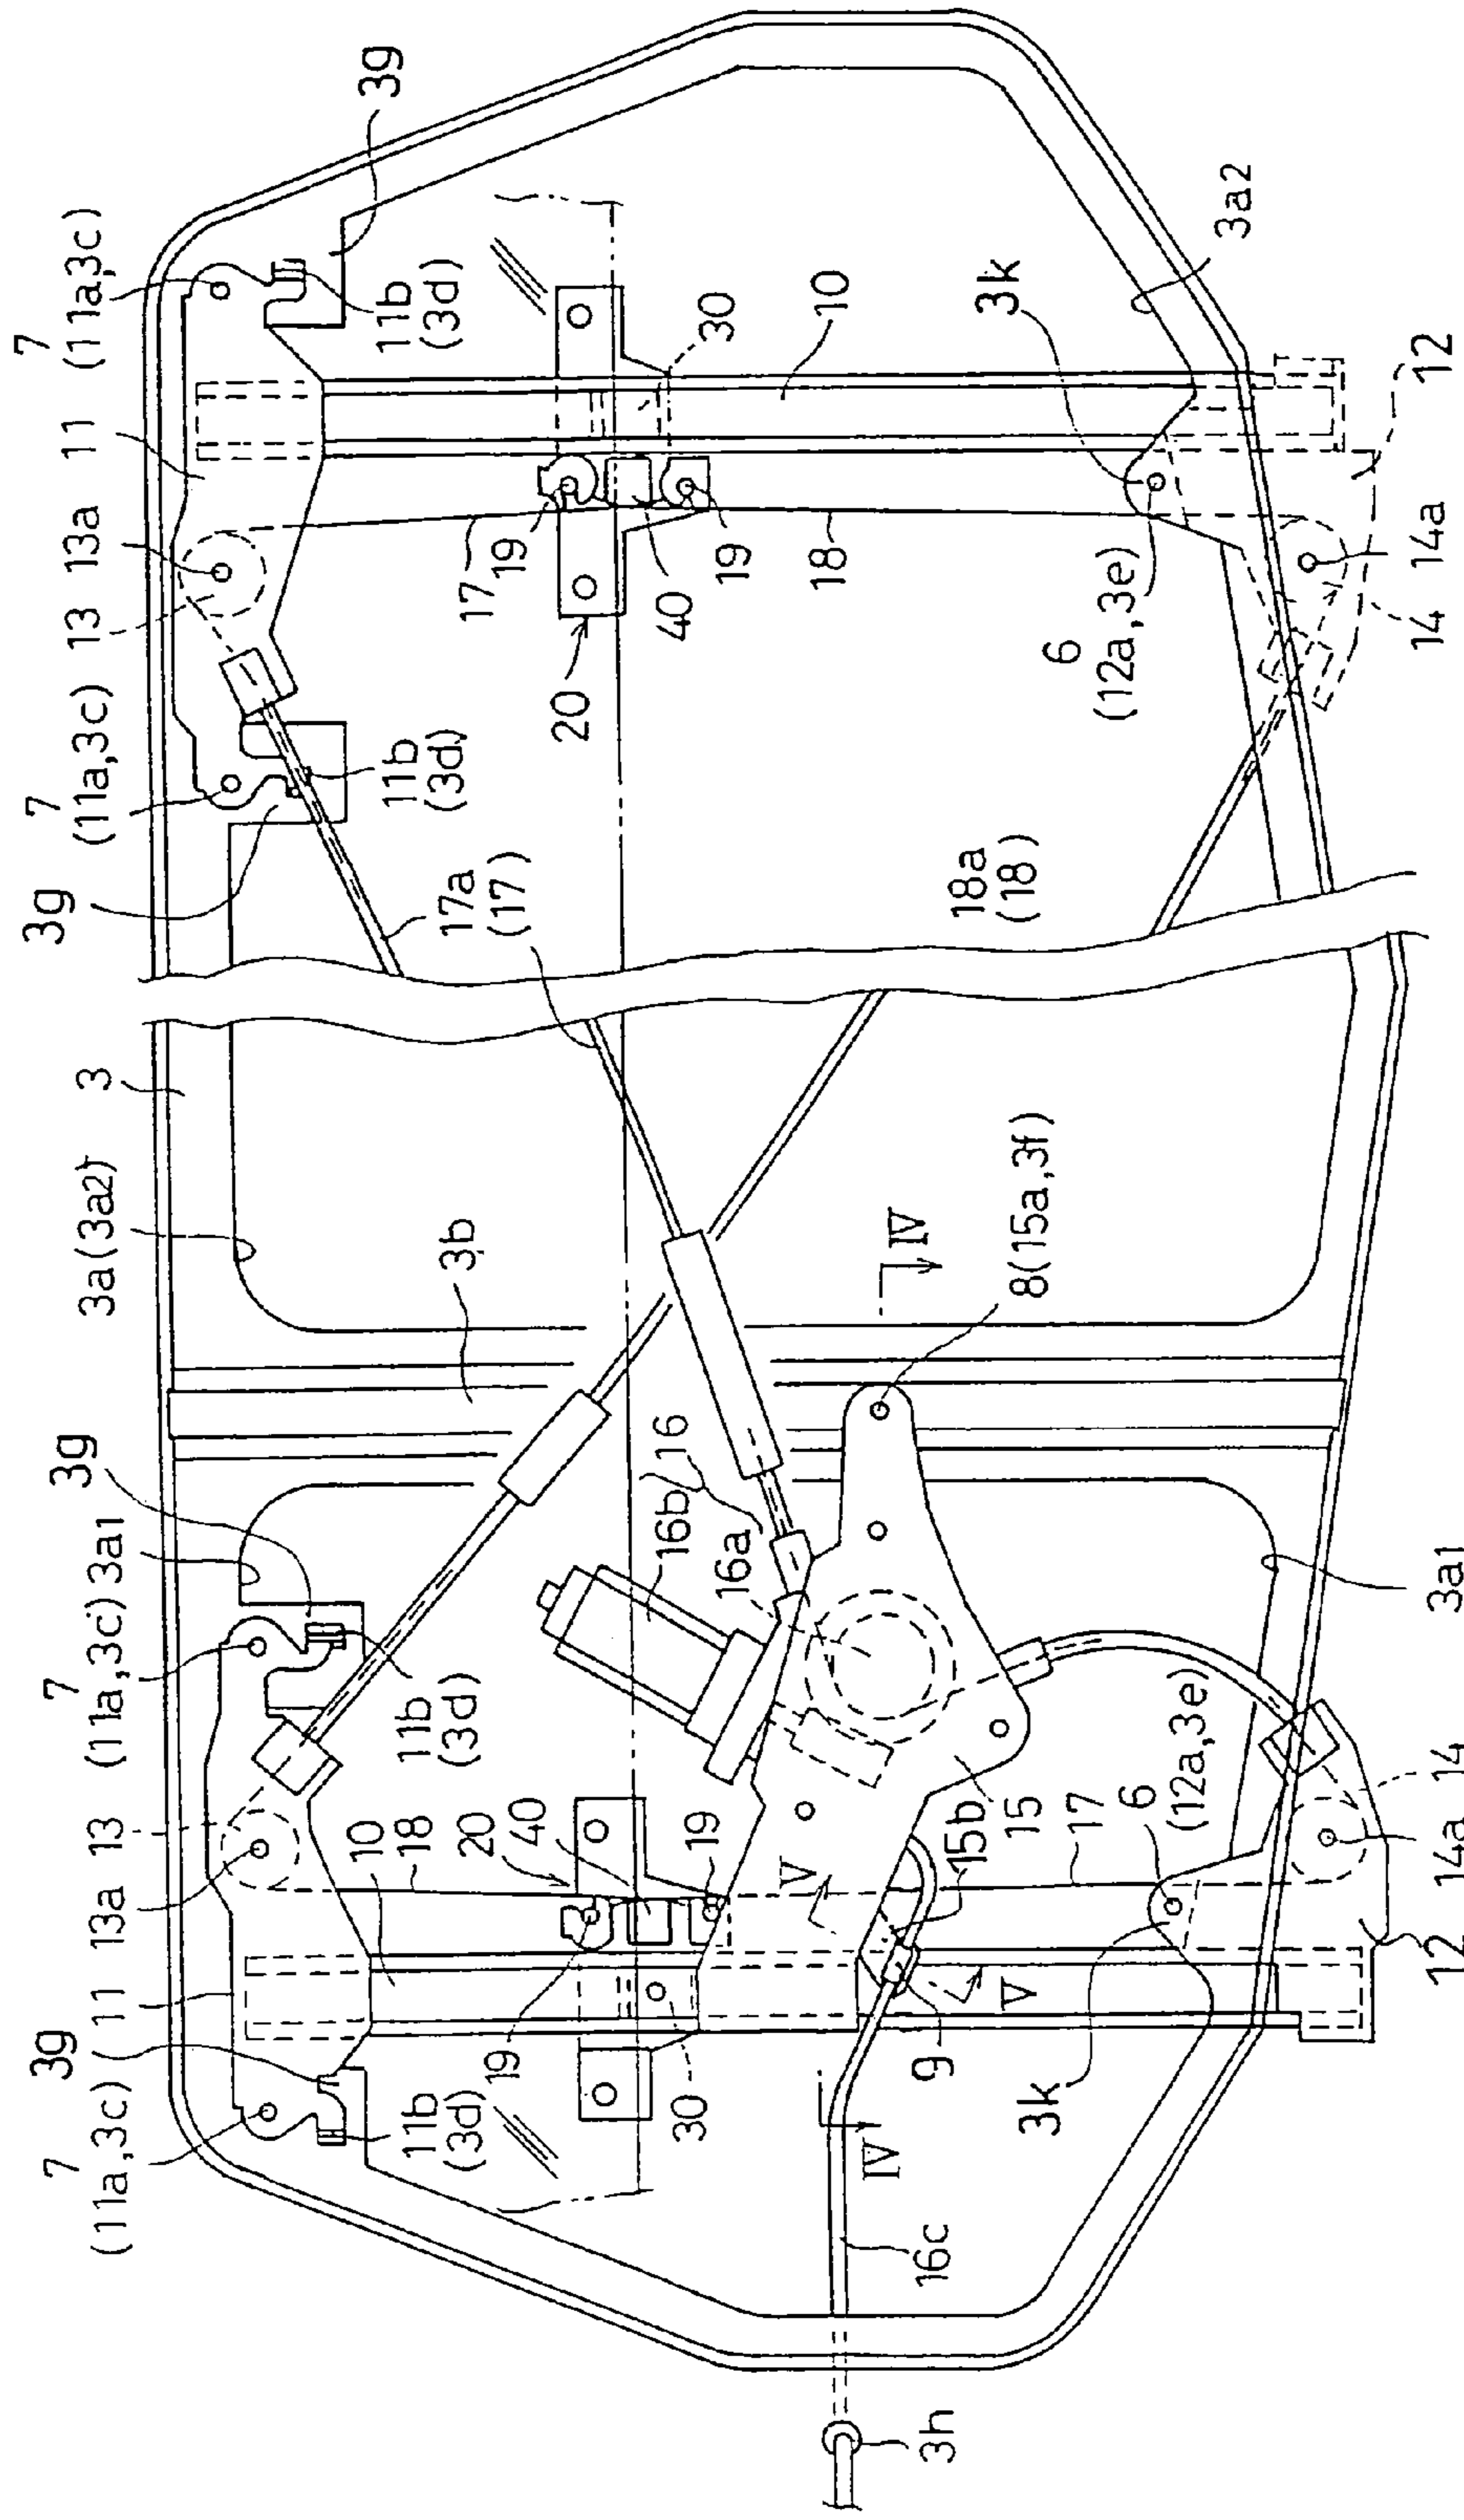 7
(11a,3c)
3g
11
13a
13
7
(11a,3c)
3a1
3g
3a(3a2)
3
3g
7
(11a,3c)
13
13a
11
7
(11a,3c)
3g
11b
(3d)
10
18
11b
(3d)
3b
17a
(17)
11b
(3d)
11b
(3d)
19
20
40
17
19
20
30
19
16b
16
16a
40
19
30
V
18
10
IV
IV
16c
3h
9
15b
15
17
8(15a,3f)
18a
(18)
3k
V
6
(12a,3e)
6
(12a,3e)
3k
3a2
12
14a
14
3a1
14
14a
12